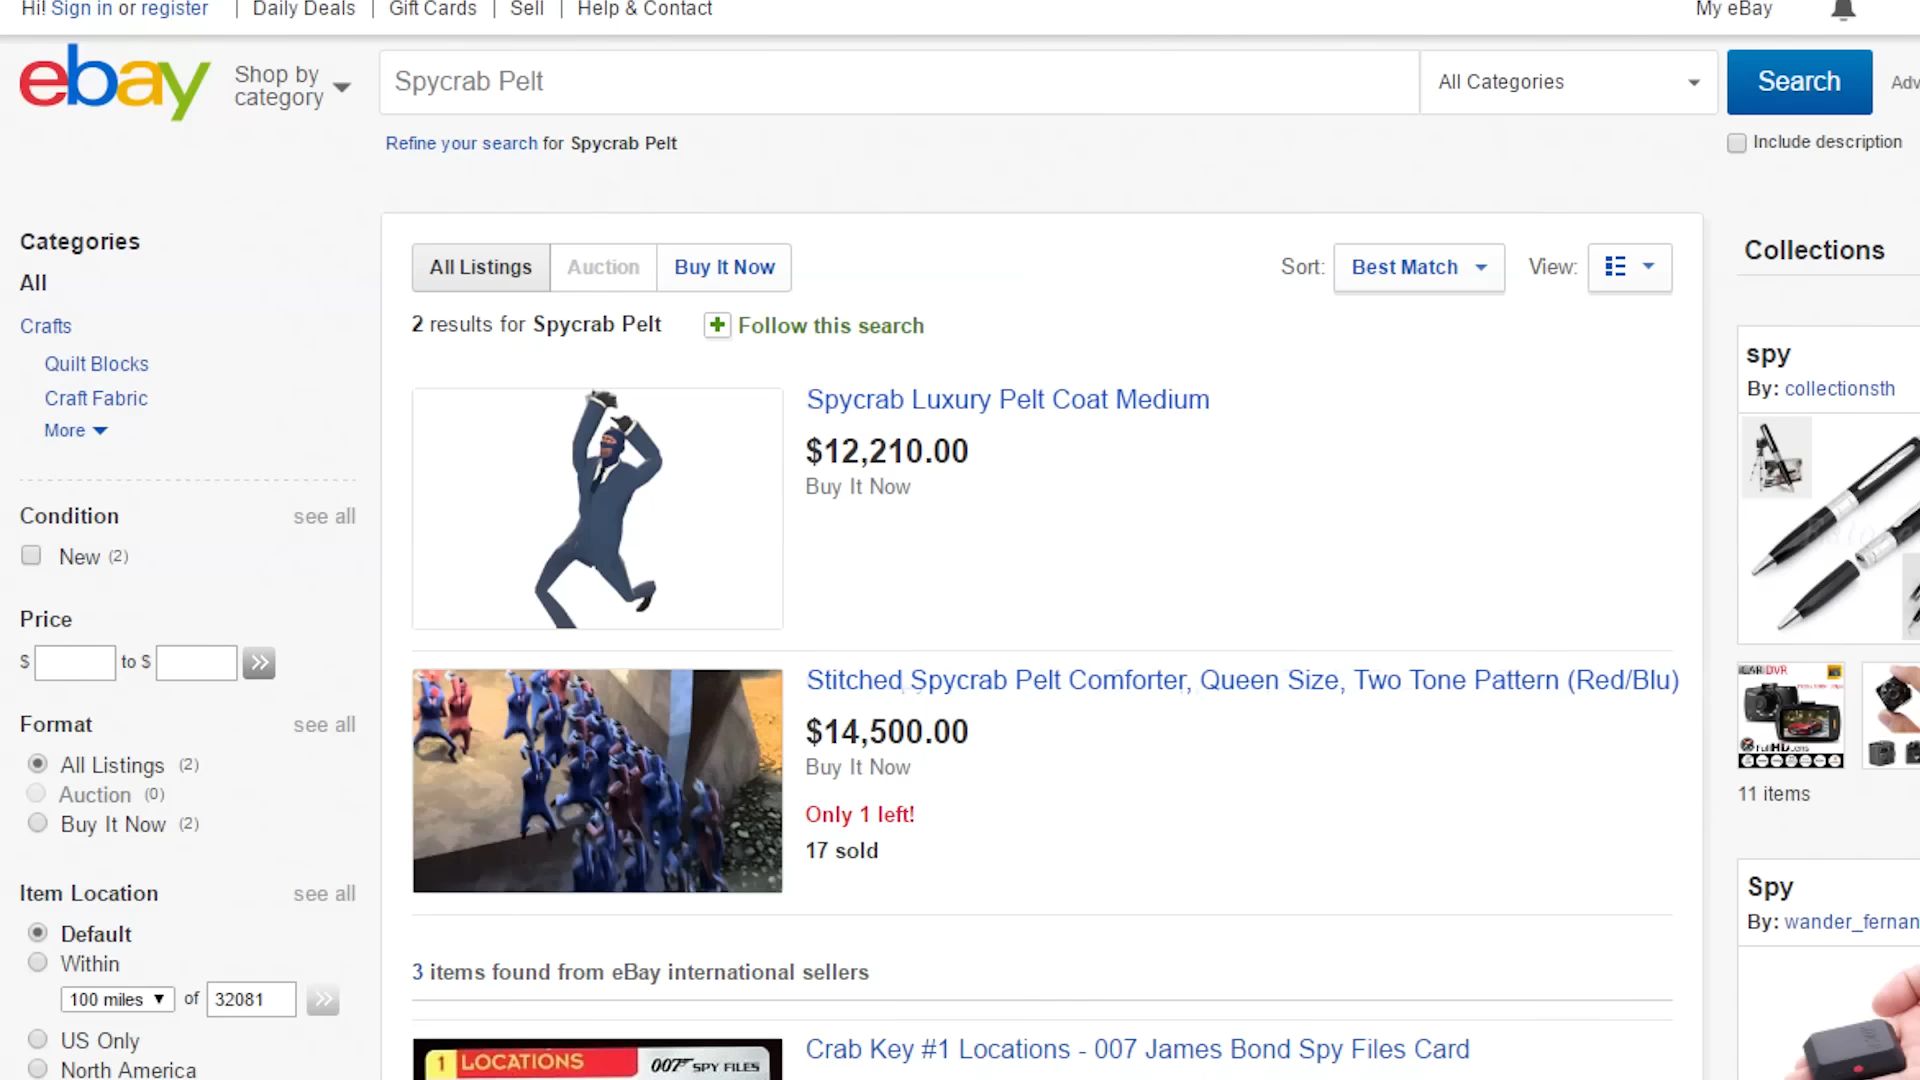 Hi! Sign in or register | Daily Deals | Gift Cards | Sell | Help & Contact
My eBay
ebay
Shop by
category
Spycrab Pelt
All Categories
Search
Adv
Refine your search for Spycrab Pelt
Include description
Categories
All
Crafts
Quilt Blocks
Craft Fabric
More
Condition see all
New (2)
Price
$ to $
Format see all
All Listings (2)
Auction (0)
Buy It Now (2)
Item Location see all
Default
Within
100 miles of 32081
US Only
North America
All Listings
Auction
Buy It Now
Sort: Best Match
View:
2 results for Spycrab Pelt
Follow this search
Spycrab Luxury Pelt Coat Medium
$12,210.00
Buy It Now
Stitched Spycrab Pelt Comforter, Queen Size, Two Tone Pattern (Red/Blu)
$14,500.00
Buy It Now
Only 1 left!
17 sold
3 items found from eBay international sellers
1 LOCATIONS
007 SPY FILES
Crab Key #1 Locations - 007 James Bond Spy Files Card
Collections
spy
By: collectionsth
CAR DVR
Full HD Lens
11 items
Spy
By: wander_fernan